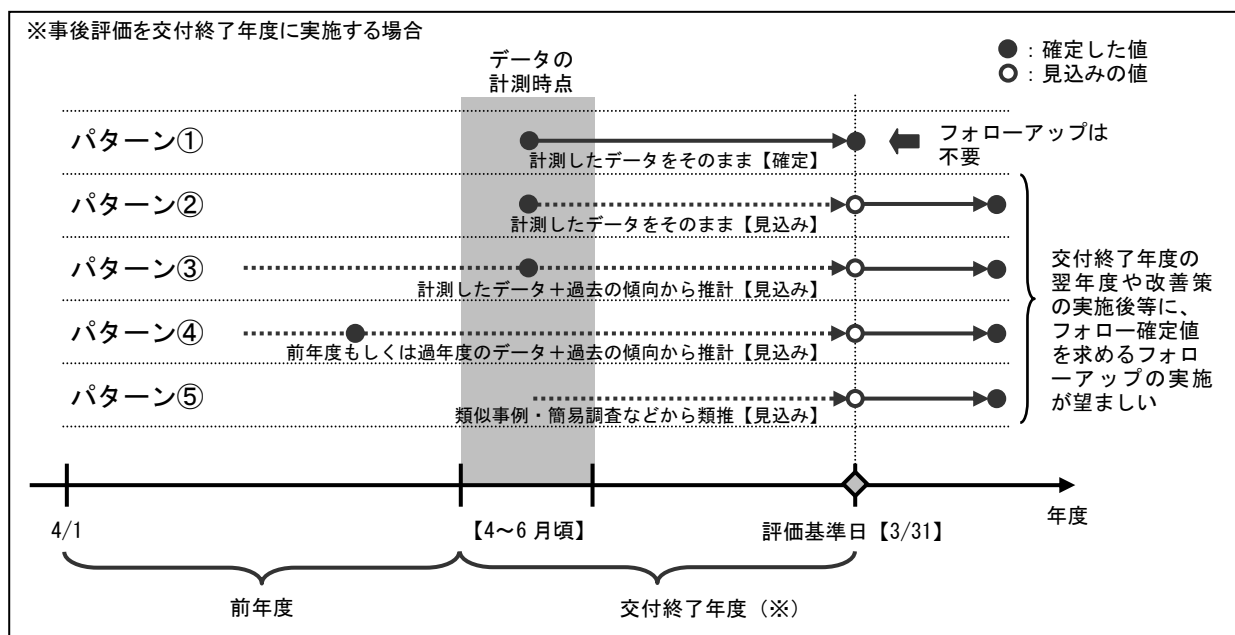 ※事後評価を交付終了年度に実施する場合
データの
計測時点
：確定した値
：見込みの値
パターン①
計測したデータをそのまま【確定】
フォローアップは
不要
パターン②
計測したデータをそのまま【見込み】
パターン③
計測したデータ＋過去の傾向から推計【見込み】
パターン④
前年度もしくは過年度のデータ＋過去の傾向から推計【見込み】
パターン⑤
類似事例・簡易調査などから類推【見込み】
交付終了年度の
翌年度や改善策
の実施後等に、
フォロー確定値
を求めるフォロ
ーアップの実施
が望ましい
4/1
【4～6 月頃】
評価基準日【3/31】
年度
前年度
交付終了年度（※）